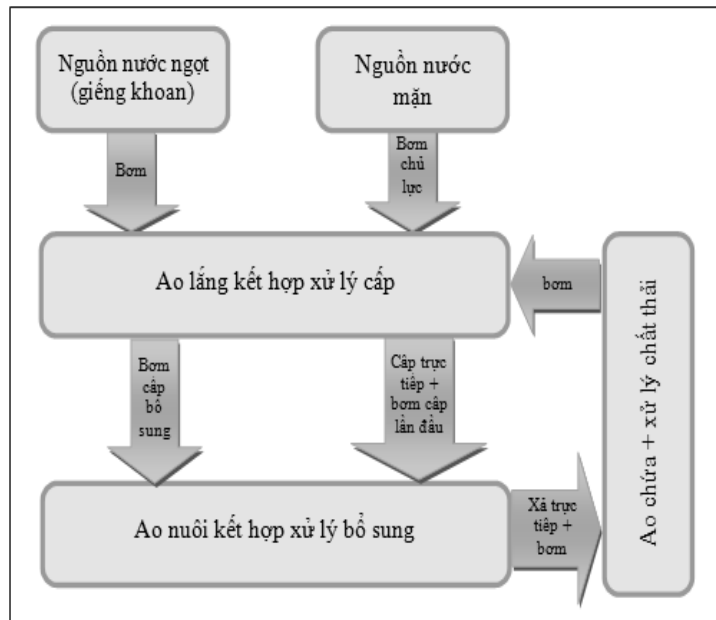 Nguồn nước ngọt
(giếng khoan)
Nguồn nước
mặn
Bơm
Bơm
chủ
lực
Ao lắng kết hợp xử lý cấp
bơm
Bơm
cấp
bổ
sung
Cấp trực
tiếp +
bơm cấp
lần đầu
Ao chứa + xử lý chất thải
Ao nuôi kết hợp xử lý bổ sung
Xả trực
tiếp +
bơm